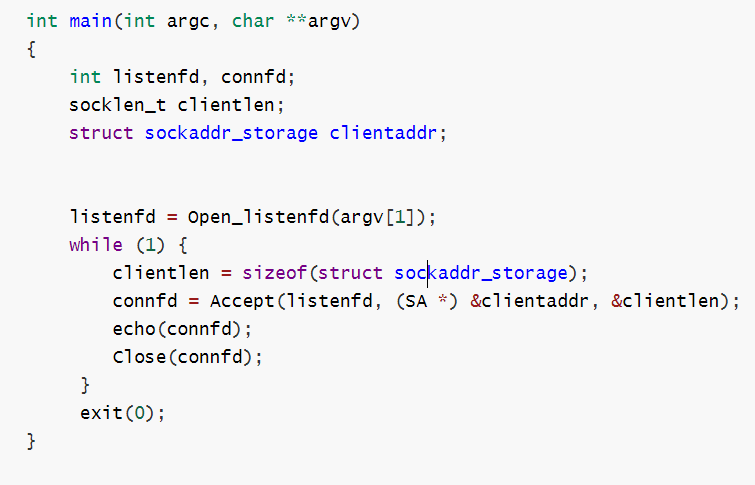 int main(int argc, char **argv)
{
    int listenfd, connfd;
    socklen_t clientlen;
    struct sockaddr_storage clientaddr;


    listenfd = Open_listenfd(argv[1]);
    while (1) {
        clientlen = sizeof(struct sockaddr_storage);
        connfd = Accept(listenfd, (SA *) &clientaddr, &clientlen);
        echo(connfd);
        Close(connfd);
     }
     exit(0);
}